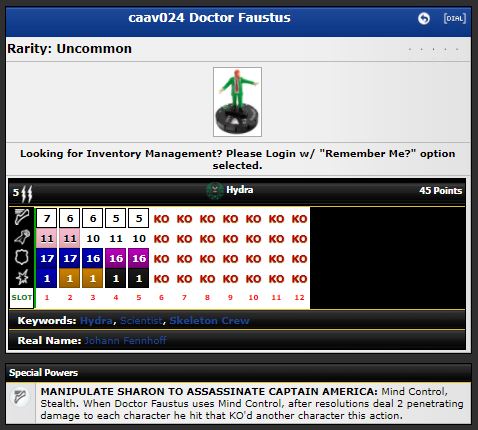 caav024 Doctor Faustus
[DIAL]
Rarity: Uncommon
Looking for Inventory Management? Please Login w/ "Remember Me?" option
selected.
5 Hydra 45 Points
7 6 6 5 5 KO KO KO KO KO KO KO
11 11 10 11 10 KO KO KO KO KO KO KO
17 17 16 16 16 KO KO KO KO KO KO KO
1 1 1 1 1 KO KO KO KO KO KO KO
SLOT 1 2 3 4 5 6 7 8 9 10 11 12
Keywords: Hydra, Scientist, Skeleton Crew
Real Name: Johann Fennhoff
Special Powers
MANIPULATE SHARON TO ASSASSINATE CAPTAIN AMERICA: Mind Control,
Stealth. When Doctor Faustus uses Mind Control, after resolutions deal 2 penetrating
damage to each character he hit that KO'd another character this action.